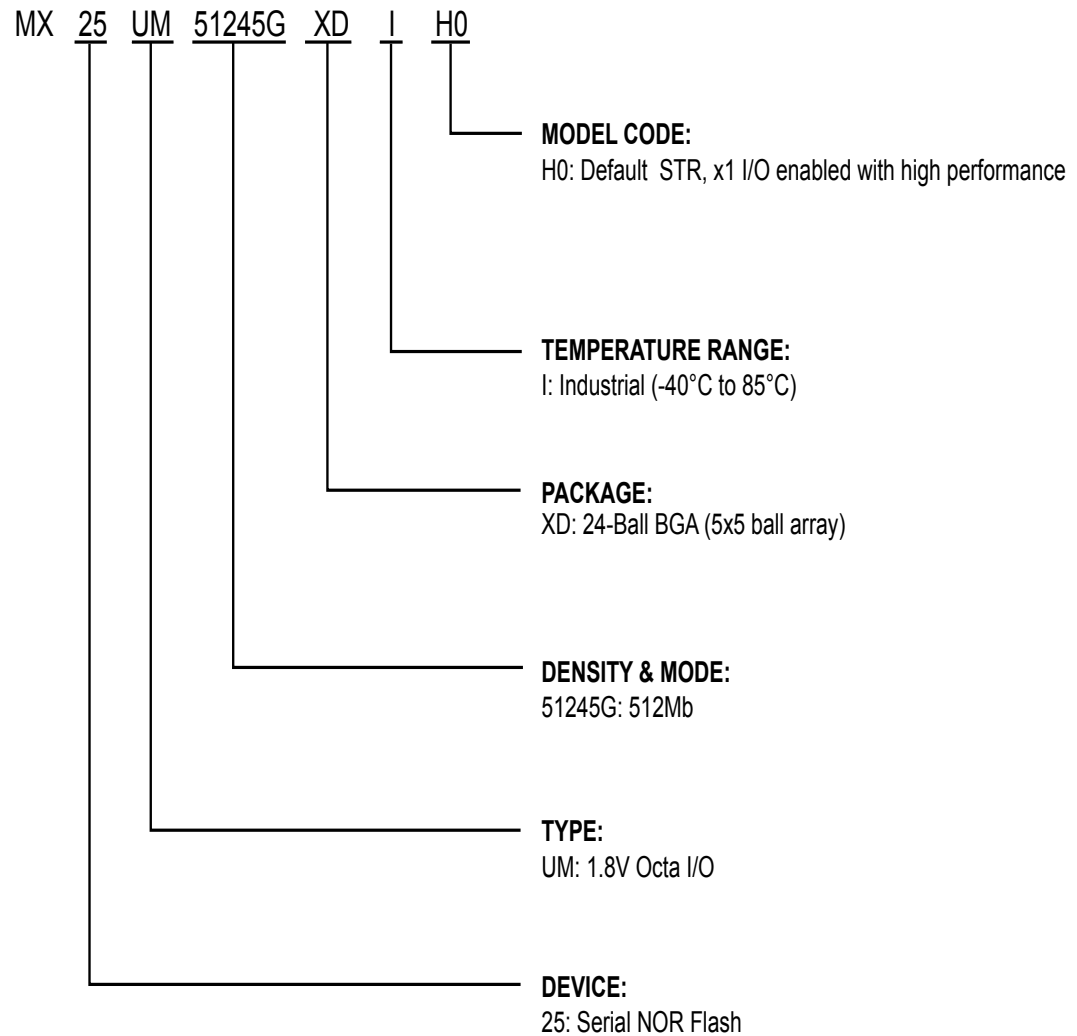 MX 25 UM 51245G XD I H0
MODEL CODE:
H0: Default STR, x1 I/O enabled with high performance
TEMPERATURE RANGE:
I: Industrial (-40°C to 85°C)
PACKAGE:
XD: 24-Ball BGA (5x5 ball array)
DENSITY & MODE:
51245G: 512Mb
TYPE:
UM: 1.8V Octa I/O
DEVICE:
25: Serial NOR Flash